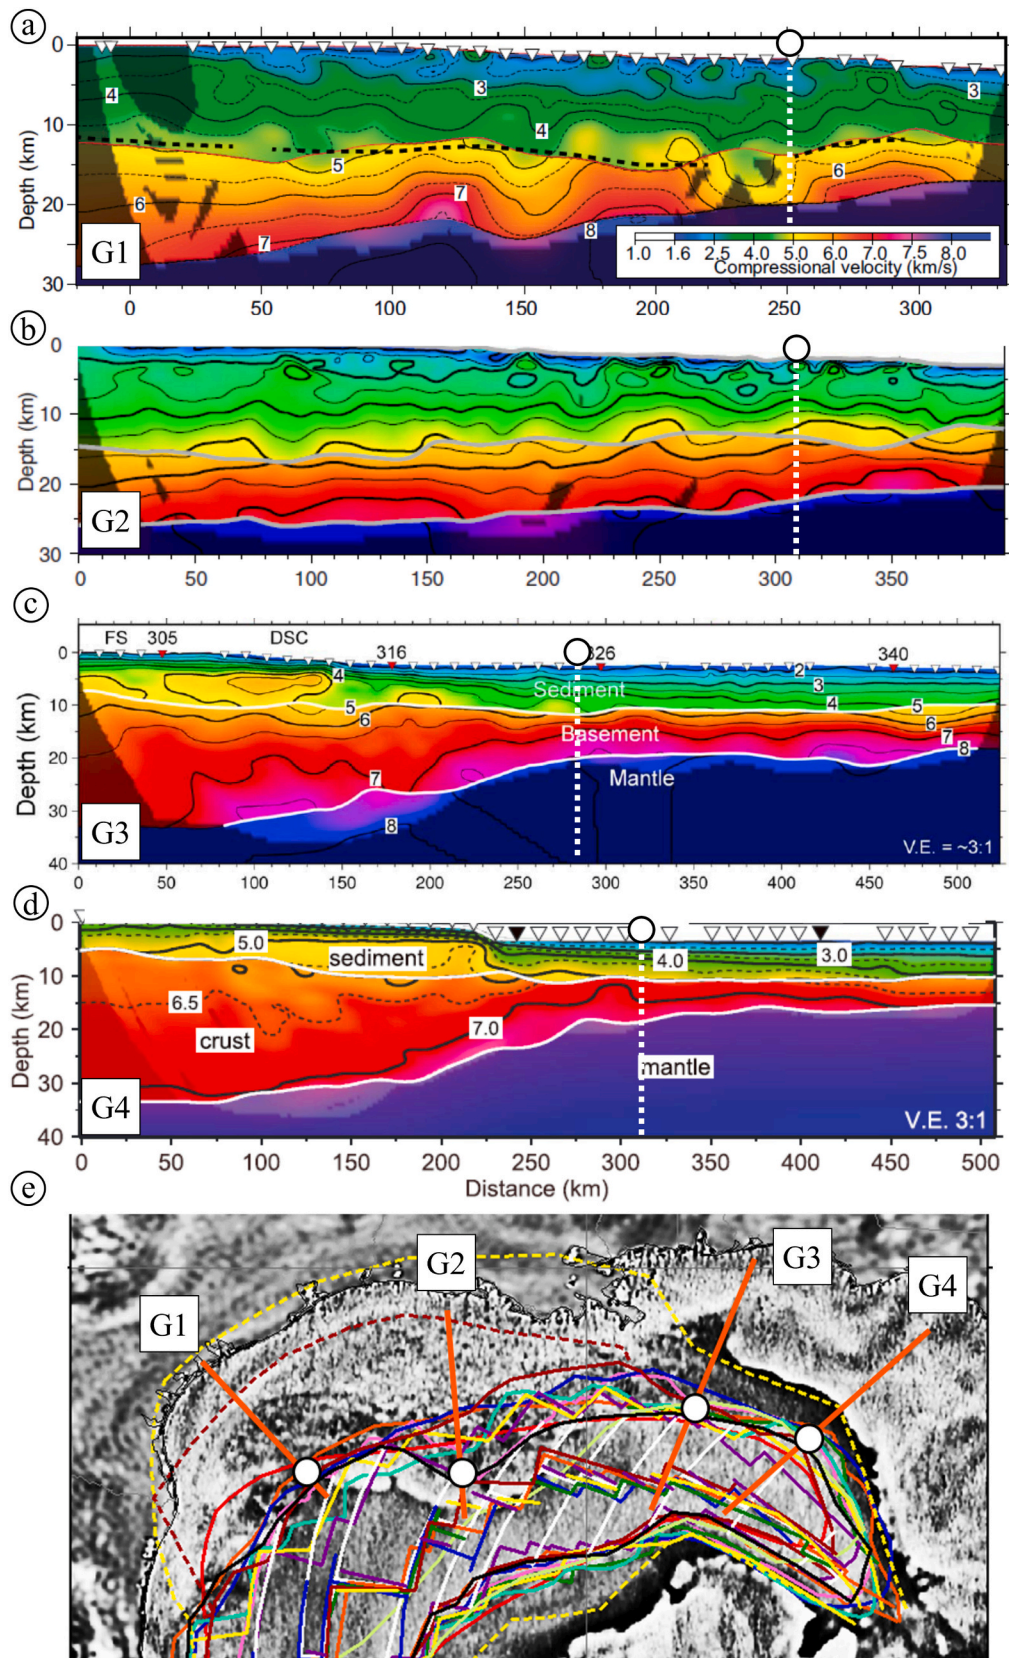 a
0
10
20
30
Depth (km)
G1
4
3
4
5
6
7
7
8
6
3
1.0 1.6 2.5 4.0 5.0 6.0 7.0 7.5 8.0
Compressional velocity (km/s)
0 50 100 150 200 250 300
b
0
10
20
30
Depth (km)
G2
0 50 100 150 200 250 300 350
c
FS 305 DSC 316 326 340
0
10
20
30
40
Depth (km)
G3
4
5
6
7
8
Sediment
Basement
Mantle
2
3
4
5
6
7
8
V.E. = ~3:1
0 50 100 150 200 250 300 350 400 450 500
d
0
10
20
30
40
Depth (km)
G4
5.0
sediment
6.5
crust
7.0
4.0
3.0
mantle
V.E. 3:1
0 50 100 150 200 250 300 350 400 450 500
Distance (km)
e
G1
G2
G3
G4